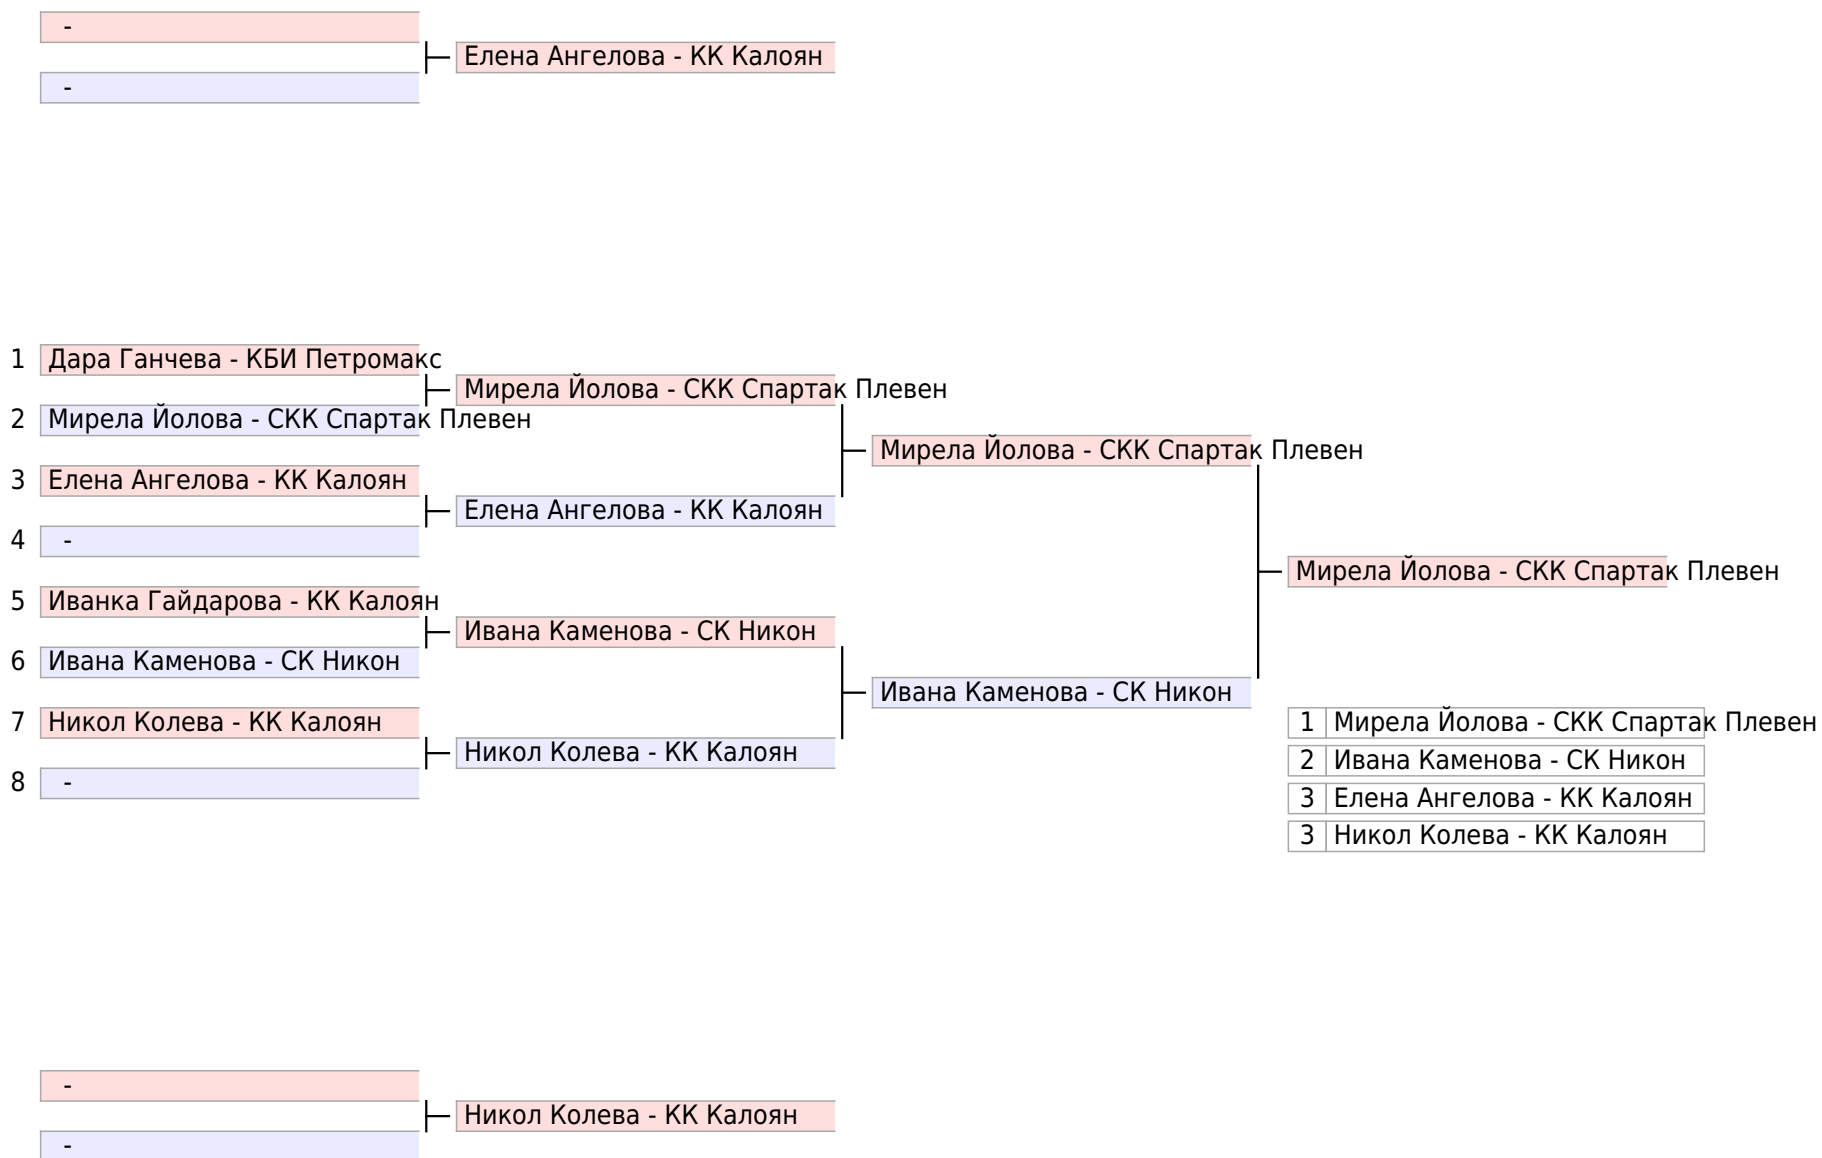 -
Елена Ангелова - КК Калоян
-
1 Дара Ганчева - КБИ Петромакс
Мирела Йолова - СКК Спартак Плевен
2 Мирела Йолова - СКК Спартак Плевен
Мирела Йолова - СКК Спартак Плевен
3 Елена Ангелова - КК Калоян
Елена Ангелова - КК Калоян
4 -
Мирела Йолова - СКК Спартак Плевен
5 Иванка Гайдарова - КК Калоян
Ивана Каменова - СК Никон
6 Ивана Каменова - СК Никон
Ивана Каменова - СК Никон
7 Никол Колева - КК Калоян
Никол Колева - КК Калоян
8 -
1 Мирела Йолова - СКК Спартак Плевен
2 Ивана Каменова - СК Никон
3 Елена Ангелова - КК Калоян
3 Никол Колева - КК Калоян
-
Никол Колева - КК Калоян
-